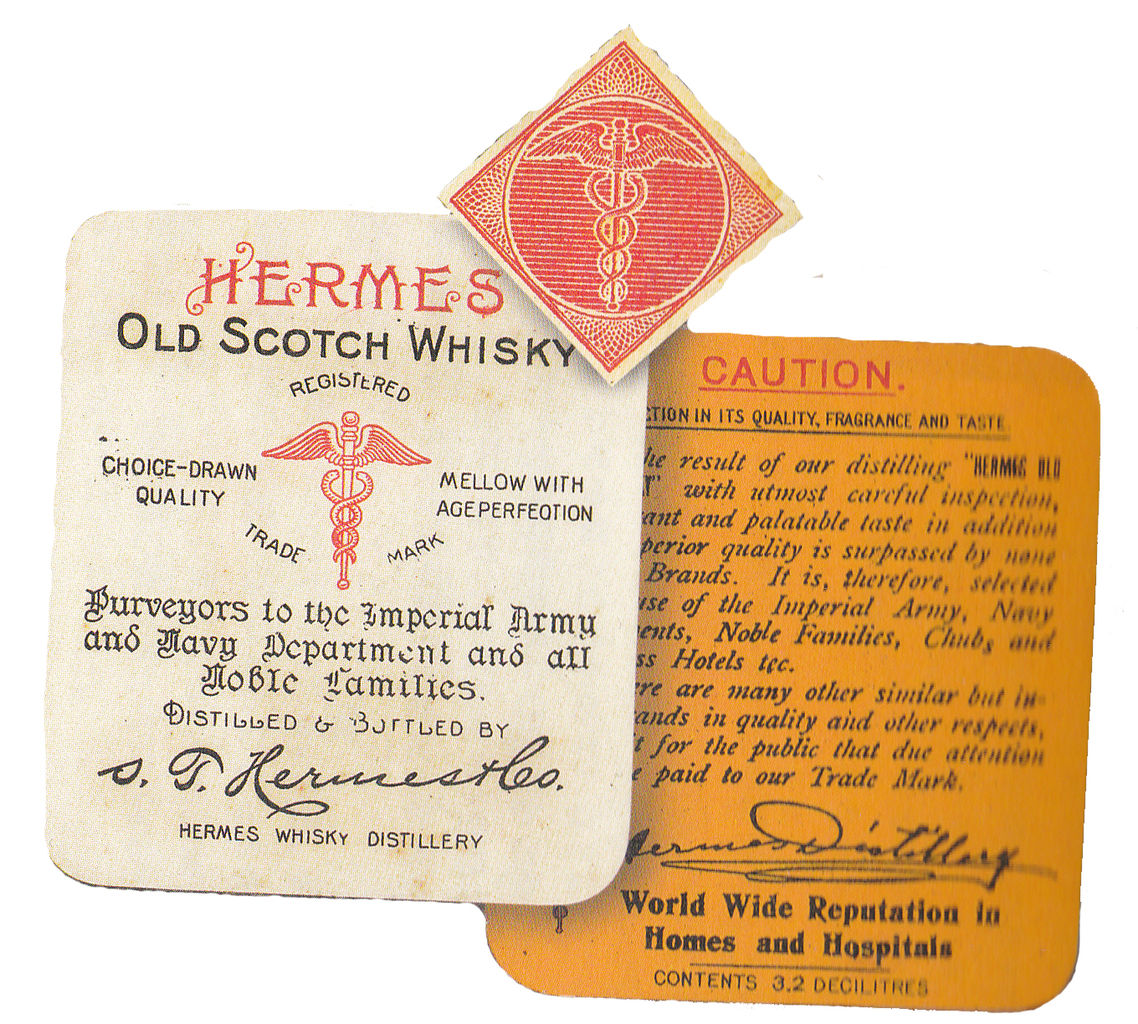 HERMES
OLD SCOTCH WHISKY
REGISTERED
CHOICE-DRAWN
QUALITY
MELLOW WITH
AGEPERFEOTION
TRADE MARK
Purveyors to the Imperial Army
and Navy Department and all
Noble Families.
DISTILLED & BOTTLED BY
S. T. Hermes & Co.
HERMES WHISKY DISTILLERY
CAUTION.
CTION IN ITS QUALITY, FRAGRANCE AND TASTE
he result of our distilling "HERMES OLD
" with utmost careful inspection,
ant and palatable taste in addition
perior quality is surpassed by none
Brands. It is, therefore, selected
use of the Imperial Army, Navy
ents, Noble Families, Chubs and
ss Hotels tec.
re are many other similar but in-
ands in quality and other respects,
t for the public that due attention
e paid to our Trade Mark.
Hermes Distillery
World Wide Reputation in
Homes and Hospitals
CONTENTS 3.2 DECILITRES